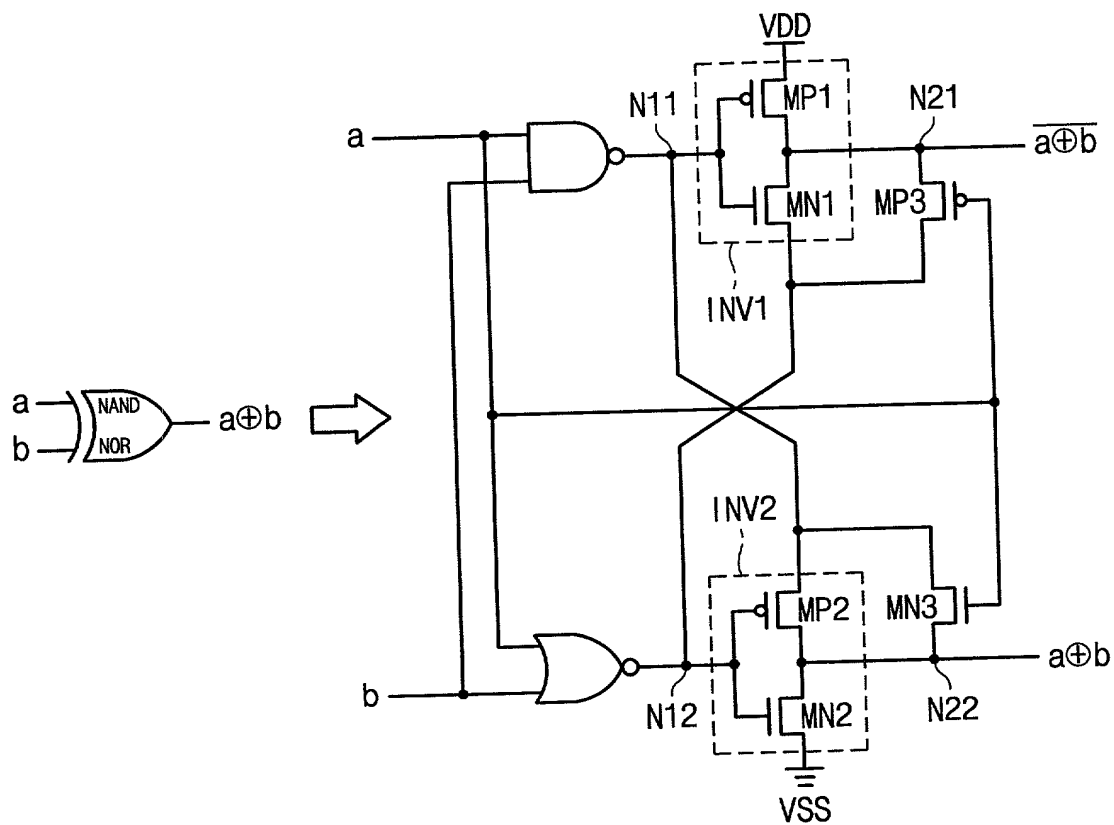 VDD
MP1
N11
N21
a
a⊕b
MN1
MP3
INV1
a
NAND
a⊕b
b
NOR
INV2
MP2
MN3
a⊕b
b
N12
MN2
N22
VSS